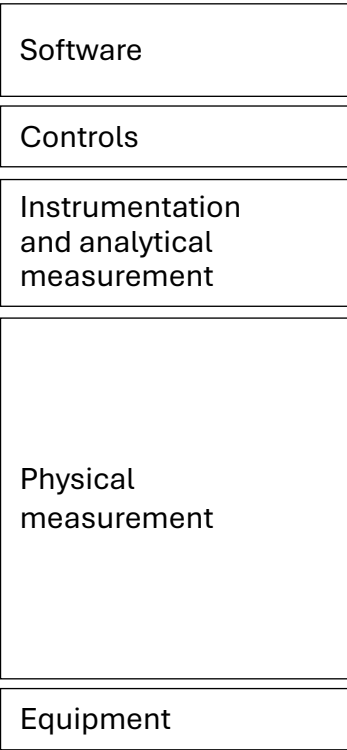 Software
Controls
Instrumentation
and analytical
measurement
Physical
measurement
Equipment